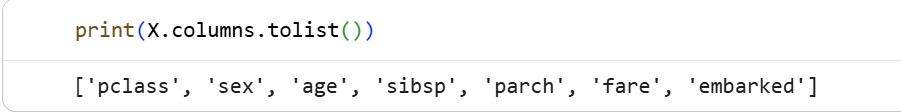 print(X.columns.tolist())
['pclass', 'sex', 'age', 'sibsp', 'parch', 'fare', 'embarked']